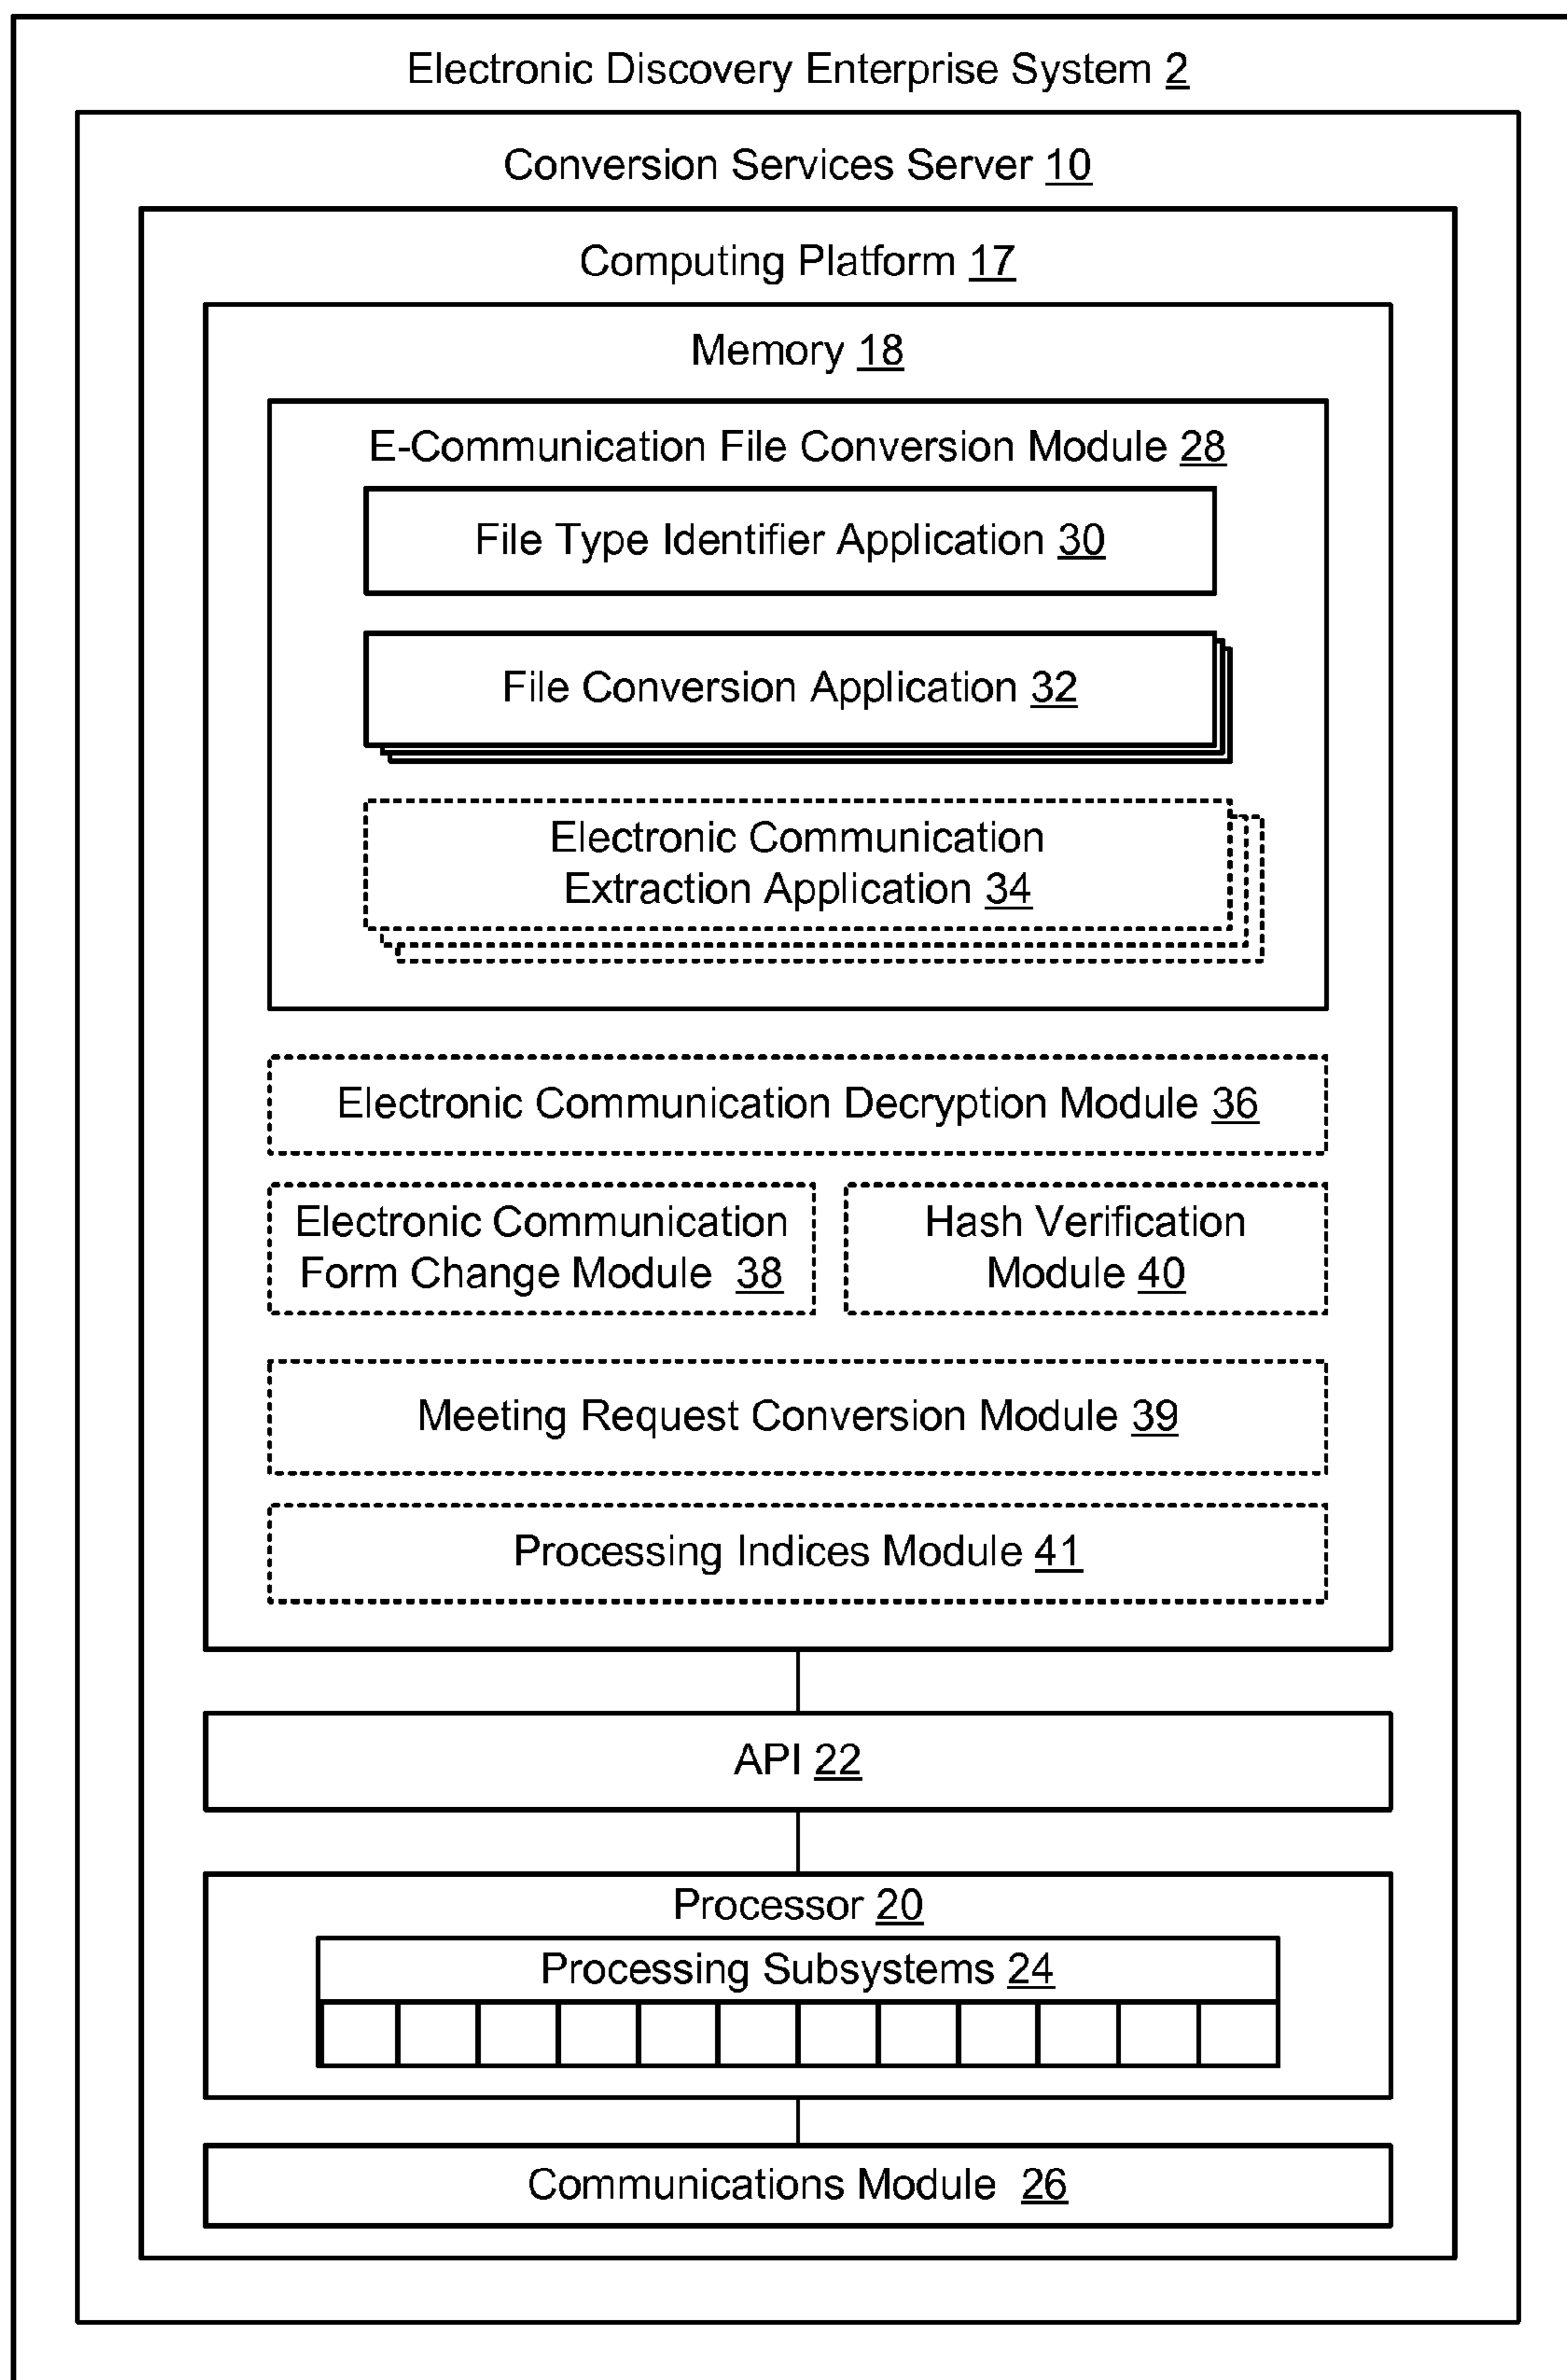 Electronic Discovery Enterprise System 2
Conversion Services Server 10
Computing Platform 17
Memory 18
E-Communication File Conversion Module 28
File Type Identifier Application 30
File Conversion Application 32
Electronic Communication
Extraction Application 34
Electronic Communication Decryption Module 36
Electronic Communication
Form Change Module 38
Hash Verification
Module 40
Meeting Request Conversion Module 39
Processing Indices Module 41
API 22
Processor 20
Processing Subsystems 24
Communications Module 26